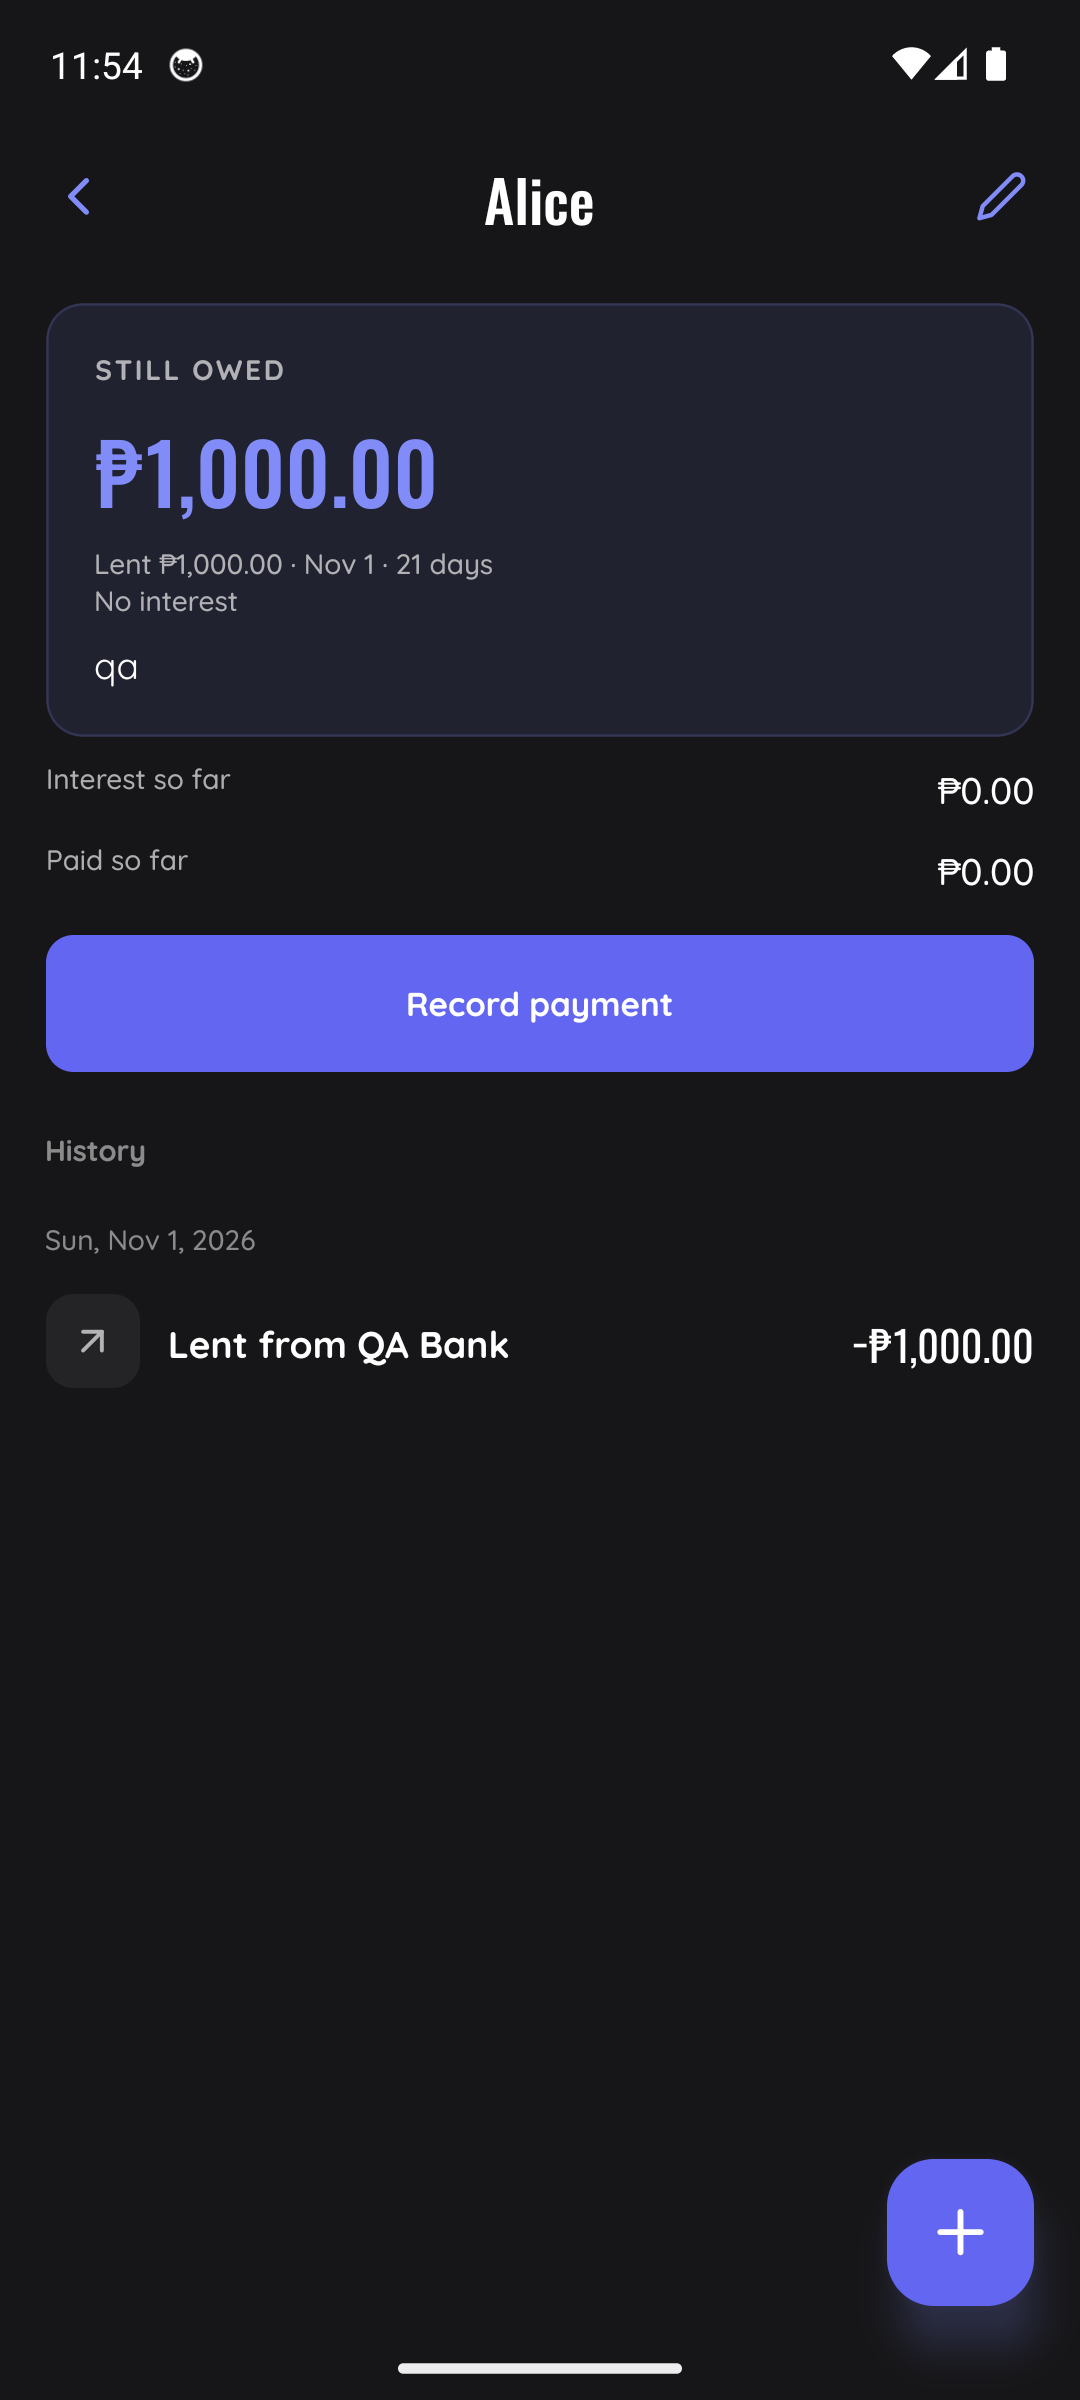 11:54
Alice
STILL OWED
₱1,000.00
Lent ₱1,000.00 · Nov 1 · 21 days
No interest
qa
Interest so far
₱0.00
Paid so far
₱0.00
Record payment
History
Sun, Nov 1, 2026
Lent from QA Bank
-₱1,000.00